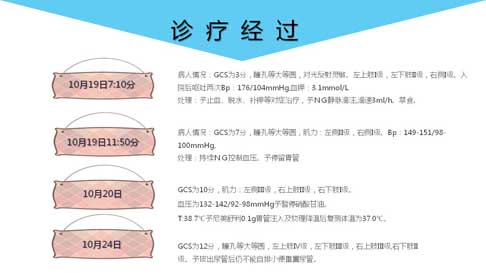 诊疗经过
10月19日7:10分
病人情况：GCS为3分，瞳孔等大等圆，对光反射灵敏。左上肢I级，左下肢II级，右侧I级。入
院后呕吐两次Bp：176/104mmHg,血钾：3.1mmol/L
处理：予止血、脱水、补钾等对症治疗，予NG静脉滴注,滴速3ml/h。禁食。
10月19日11:50分
病人情况：GCS为7分，瞳孔等大等圆，肌力：左侧II级，右侧I级。Bp：149-151/98-
100mmHg。
处理：持续NG控制血压。予停留胃管
10月20日
GCS为10分，肌力：左侧III级，右上肢II级，右下肢I级。
血压为132-142/92-98mmHg予暂停硝酸甘油。
T:38.7℃予尼美舒利0.1g胃管注入及物理降温后复测体温为37.0℃。
10月24日
GCS为12分，瞳孔等大等圆，左上肢IV级，左下肢III级，右上肢III级,右下肢II
级。予拔出尿管后仍不能自排小便重置尿管。